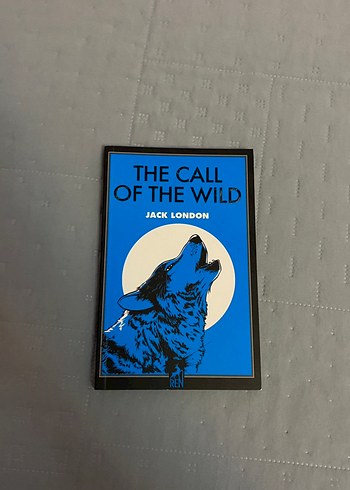 THE CALL
OF THE WILD
JACK LONDON
REN